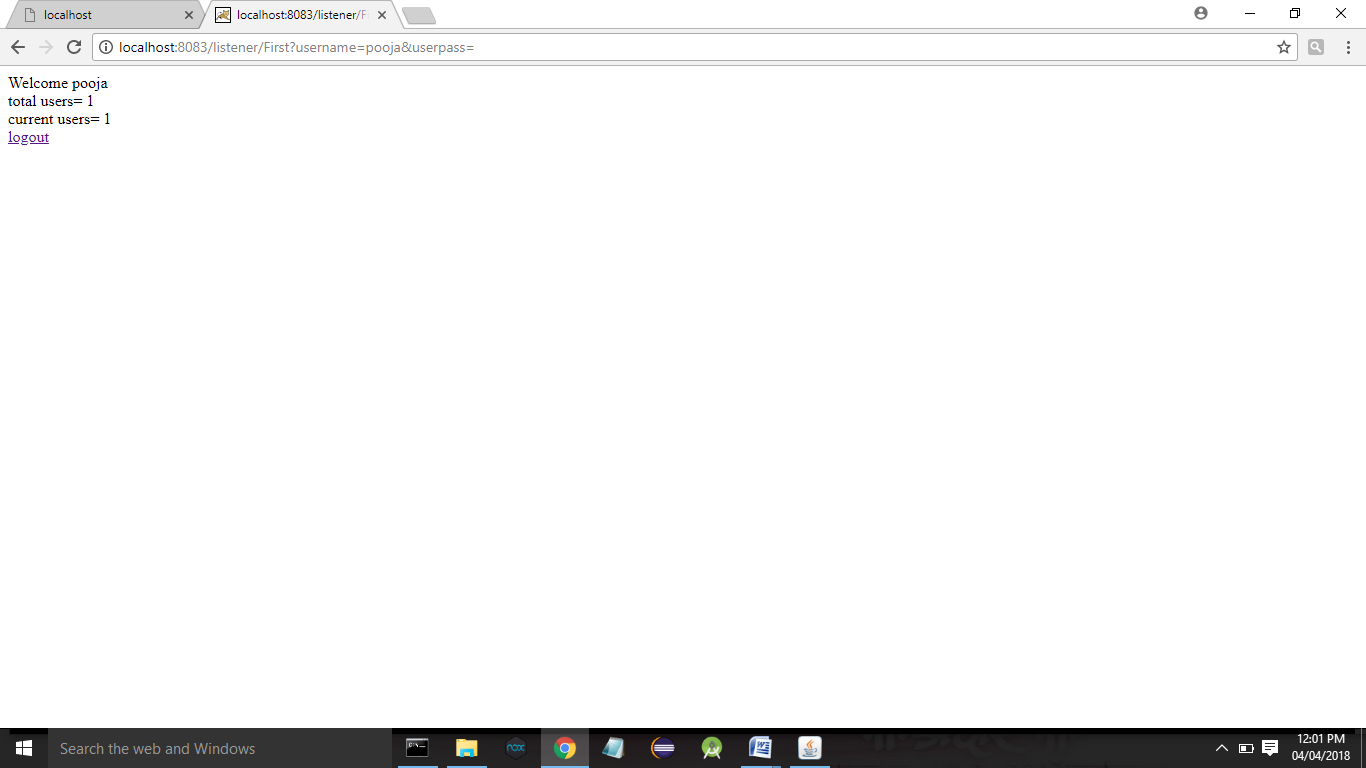 localhost
localhost:8083/listener/F
localhost:8083/listener/First?username=pooja&userpass=
Welcome pooja
total users= 1
current users= 1
logout
Search the web and Windows
nox
12:01 PM
04/04/2018